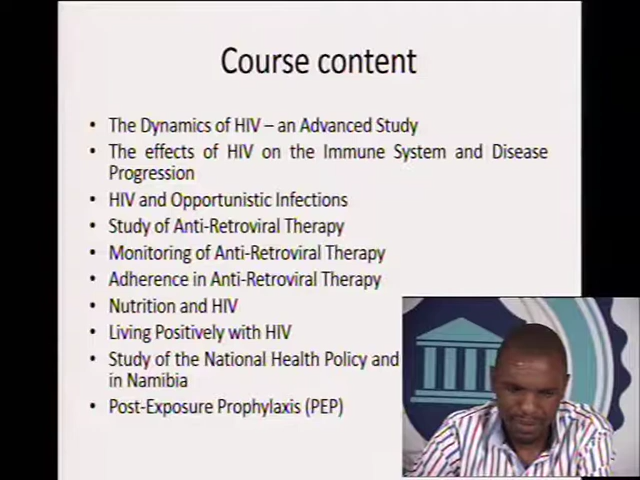 Course content
• The Dynamics of HIV – an Advanced Study
• The effects of HIV on the Immune System and Disease
Progression
• HIV and Opportunistic Infections
• Study of Anti-Retroviral Therapy
• Monitoring of Anti-Retroviral Therapy
• Adherence in Anti-Retroviral Therapy
• Nutrition and HIV
• Living Positively with HIV
• Study of the National Health Policy and
in Namibia
• Post-Exposure Prophylaxis (PEP)